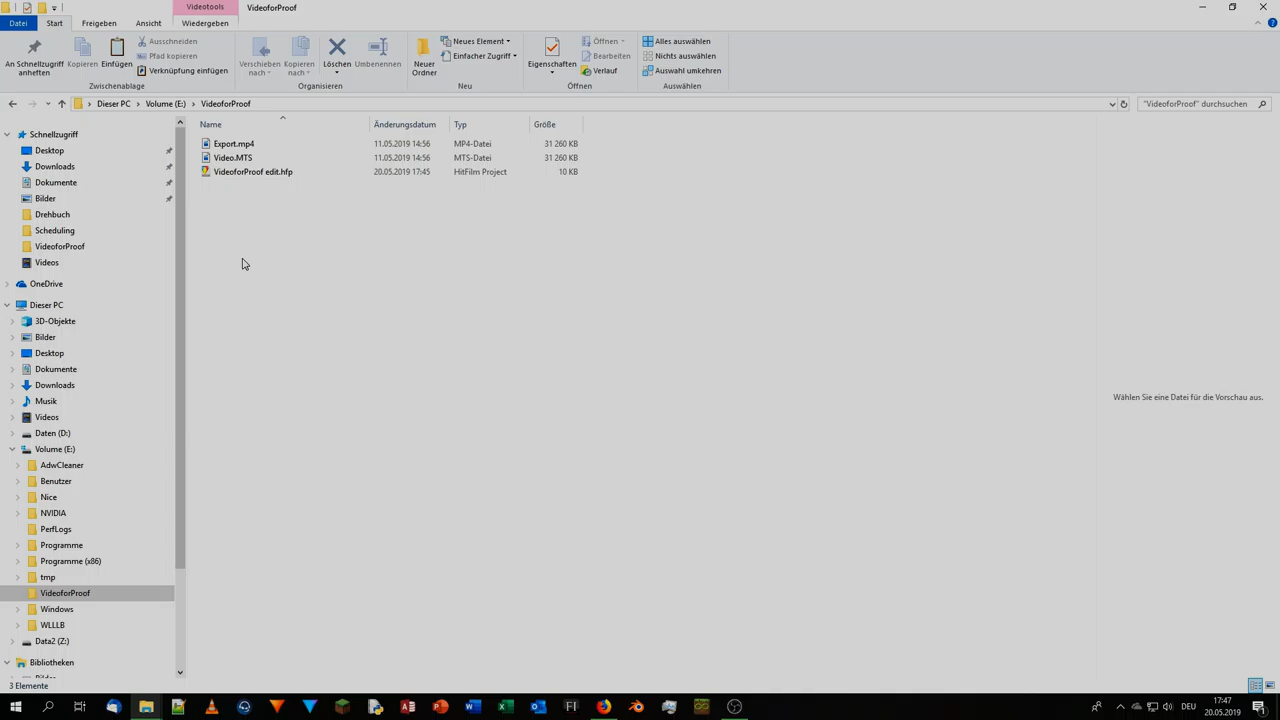 Videotools
VideoforProof
Datei
Start
Freigeben
Ansicht
Wiedergeben
An Schnellzugriff
anheften
Kopieren
Einfügen
Ausschneiden
Pfad kopieren
Verknüpfung einfügen
Zwischenablage
Verschieben
nach
Kopieren
nach
Löschen
Umbenennen
Organisieren
Neuer
Ordner
Neues Element
Einfacher Zugriff
Neu
Eigenschaften
Öffnen
Bearbeiten
Verlauf
Öffnen
Alles auswählen
Nichts auswählen
Auswahl umkehren
Auswählen
Dieser PC > Volume (E:) > VideoforProof
"VideoforProof" durchsuchen
Name Änderungsdatum Typ Größe
Export.mp4 11.05.2019 14:56 MP4-Datei 31 260 KB
Video.MTS 11.05.2019 14:56 MTS-Datei 31 260 KB
VideoforProof edit.hfp 20.05.2019 17:45 HitFilm Project 10 KB
Schnellzugriff
Desktop
Downloads
Dokumente
Bilder
Drehbuch
Scheduling
VideoforProof
Videos
OneDrive
Dieser PC
3D-Objekte
Bilder
Desktop
Dokumente
Downloads
Musik
Videos
Daten (D:)
Volume (E:)
AdwCleaner
Benutzer
Nice
NVIDIA
PerfLogs
Programme
Programme (x86)
tmp
VideoforProof
Windows
WLLLB
Data2 (Z:)
Bibliotheken
Bilder
Wählen Sie eine Datei für die Vorschau aus.
3 Elemente
DEU
17:47
20.05.2019